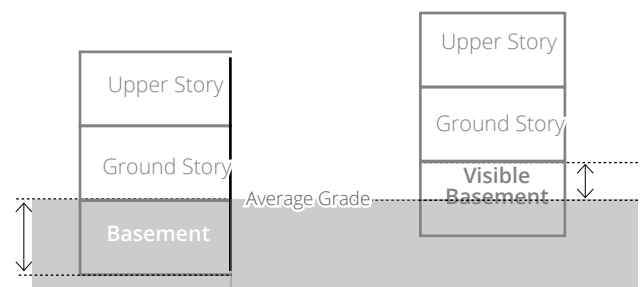 Upper Story
Ground Story
Basement
Average Grade
Upper Story
Ground Story
Visible
Basement